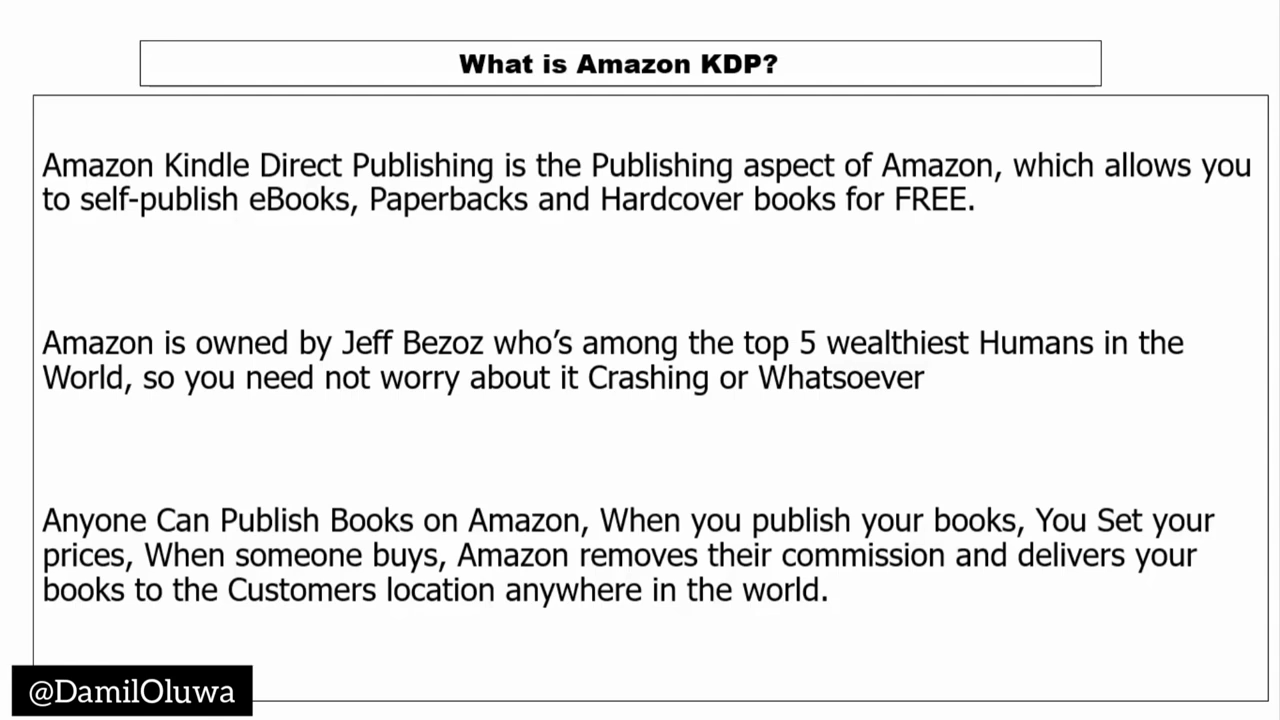 What is Amazon KDP?
Amazon Kindle Direct Publishing is the Publishing aspect of Amazon, which allows you
to self-publish eBooks, Paperbacks and Hardcover books for FREE.
Amazon is owned by Jeff Bezoz who’s among the top 5 wealthiest Humans in the
World, so you need not worry about it Crashing or Whatsoever
Anyone Can Publish Books on Amazon, When you publish your books, You Set your
prices, When someone buys, Amazon removes their commission and delivers your
books to the Customers location anywhere in the world.
@DamilOluwa